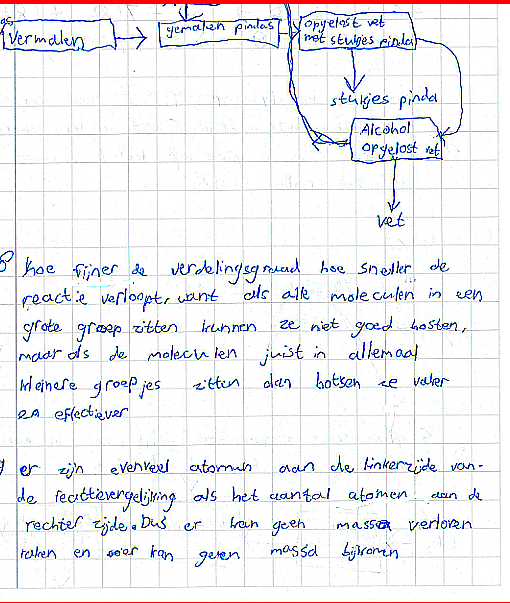 gs
Vermalen
gemalen pindas
opgelost vet
met stukjes pinda
stukjes pinda
Alcohol
opgelost vet
vet
8 hoe fijner de verdelingsgraad hoe sneller de
reactie verloopt, want als alle moleculen in een
grote groep zitten kunnen ze niet goed botsen,
maar als de moleculen juist in allemaal
kleinere groepjes zitten dan botsen ze vaker
en effectiever
er zijn evenveel atomen aan de linkerzijde van-
de reactievergelijking als het aantal atomen aan de
rechter zijde. Dus er kan geen massa verloren
raken en er kan geen massa bijkomen